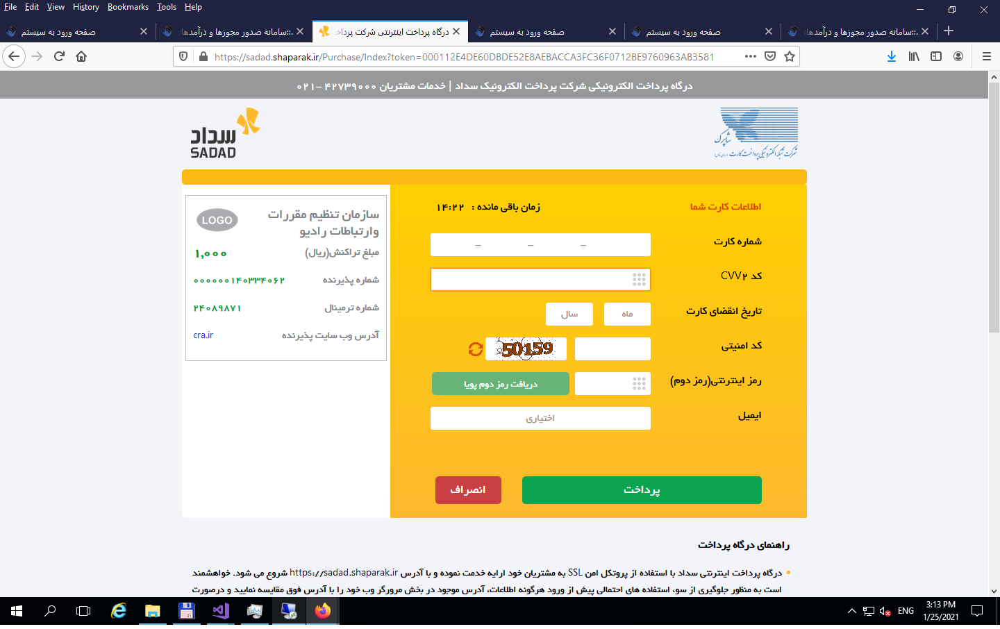 File Edit View History Bookmarks Tools Help
صفحه ورود به سیستم
::سامانه صدور مجوزها و درآمدهای
درگاه پرداخت اینترنتی شرکت پرداخ
صفحه ورود به سیستم
صفحه ورود به سیستم
::سامانه صدور مجوزها و درآمدهای
https://sadad.shaparak.ir/Purchase/Index?token=000112E4DE60DBDE52E8AEBACCA3FC36F0712BE9760963AB3581
درگاه پرداخت الکترونیکی شرکت پرداخت الکترونیک سداد | خدمات مشتریان ۴۲۷۳۹۰۰۰ -۰۲۱
سداد
SADAD
شاپرک
شرکت شبکه الکترونیکی پرداخت کارت
اطلاعات کارت شما
زمان باقی مانده : ۱۴:۲۲
شماره کارت
– – –
کد CVV۲
تاریخ انقضای کارت
ماه
سال
کد امنیتی
50159
رمز اینترنتی(رمز دوم)
دریافت رمز دوم پویا
ایمیل
اختیاری
پرداخت
انصراف
LOGO
سازمان تنظیم مقررات
وارتباطات رادیو
مبلغ تراکنش(ریال) ۱,۰۰۰
شماره پذیرنده ۰۰۰۰۰۰۱۴۰۳۳۴۰۶۲
شماره ترمینال ۲۴۰۸۹۸۷۱
آدرس وب سایت پذیرنده cra.ir
راهنمای درگاه پرداخت
درگاه پرداخت اینترنتی سداد با استفاده از پروتکل امن SSL به مشتریان خود ارایه خدمت نموده و با آدرس https://sadad.shaparak.ir شروع می شود. خواهشمند
است به منظور جلوگیری از سوء استفاده های احتمالی پیش از ورود هرگونه اطلاعات، آدرس موجود در بخش مرورگر وب خود را با آدرس فوق مقایسه نمایید و درصورت
ENG
3:13 PM
1/25/2021